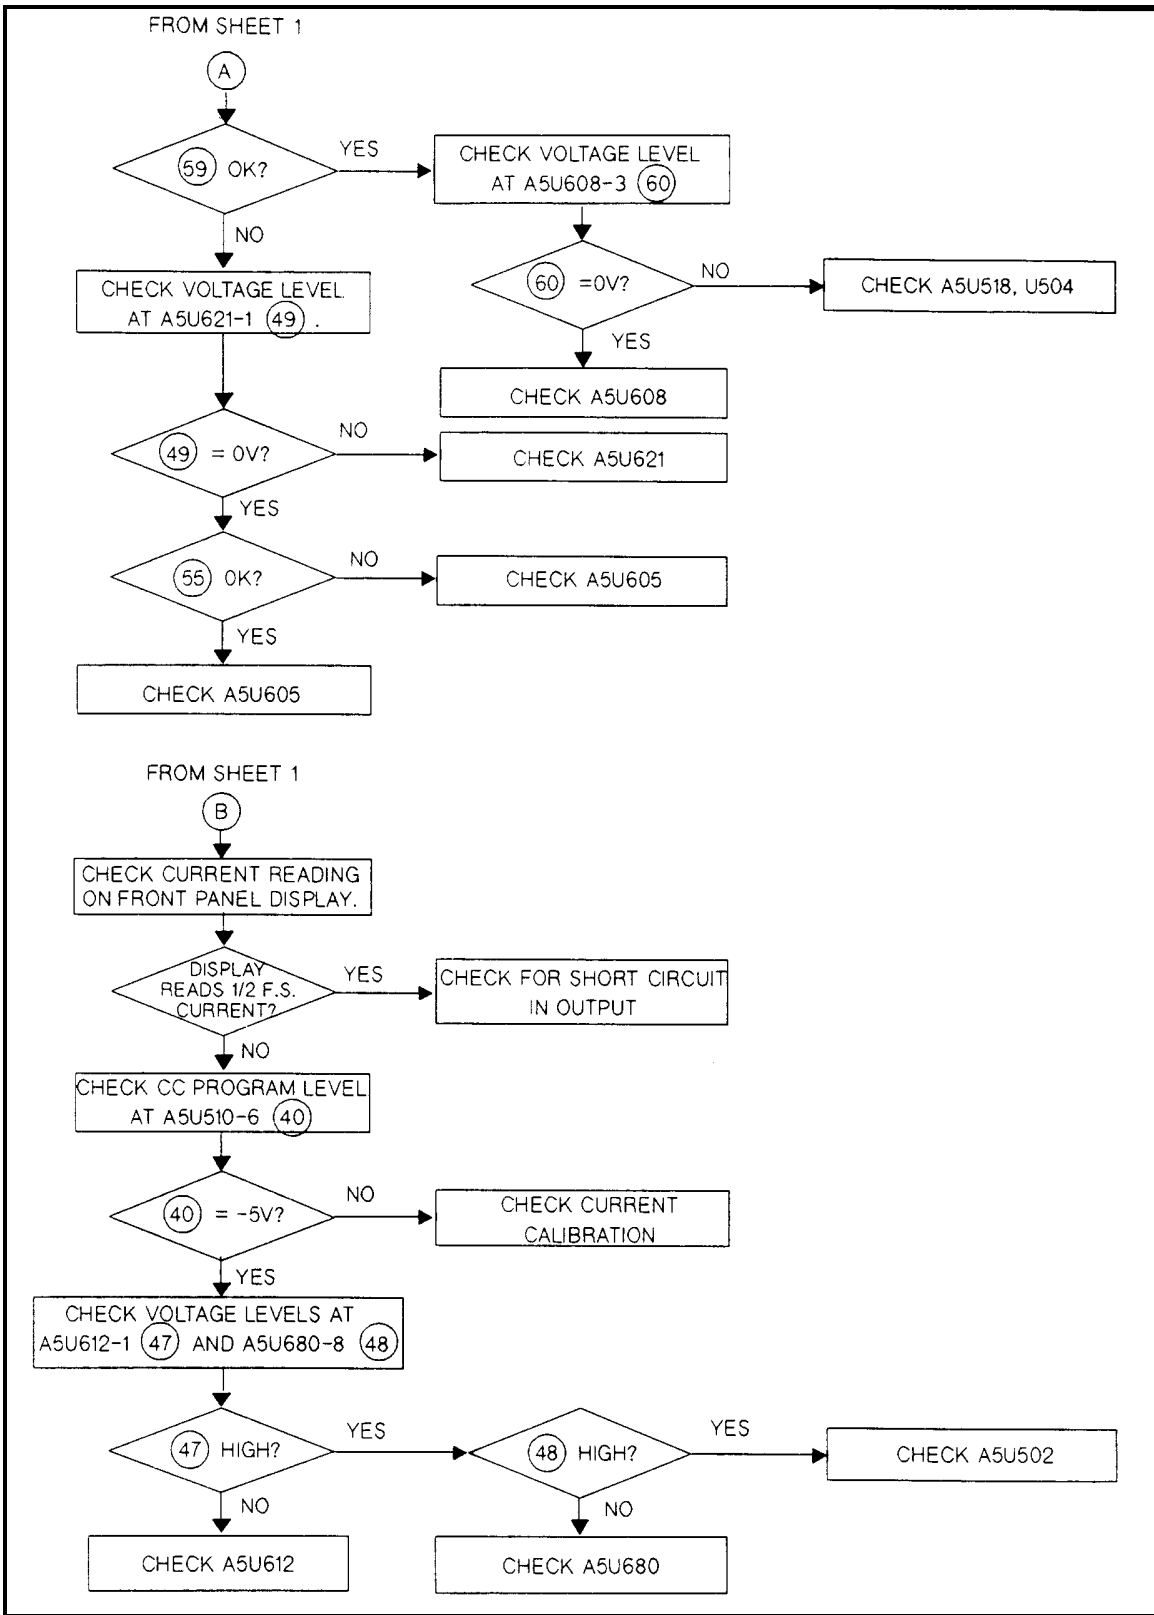 FROM SHEET 1
A
59 OK?
YES
CHECK VOLTAGE LEVEL
AT A5U608-3 60
NO
60 =0V?
NO
CHECK A5U518, U504
CHECK VOLTAGE LEVEL
AT A5U621-1 49 .
YES
CHECK A5U608
49 = 0V?
NO
CHECK A5U621
YES
55 OK?
NO
CHECK A5U605
YES
CHECK A5U605
FROM SHEET 1
B
CHECK CURRENT READING
ON FRONT PANEL DISPLAY.
DISPLAY
READS 1/2 F.S.
CURRENT?
YES
CHECK FOR SHORT CIRCUIT
IN OUTPUT
NO
CHECK CC PROGRAM LEVEL
AT A5U510-6 40
40 = -5V?
NO
CHECK CURRENT
CALIBRATION
YES
CHECK VOLTAGE LEVELS AT
A5U612-1 47 AND A5U680-8 48
47 HIGH?
YES
48 HIGH?
YES
CHECK A5U502
NO
NO
CHECK A5U612
CHECK A5U680